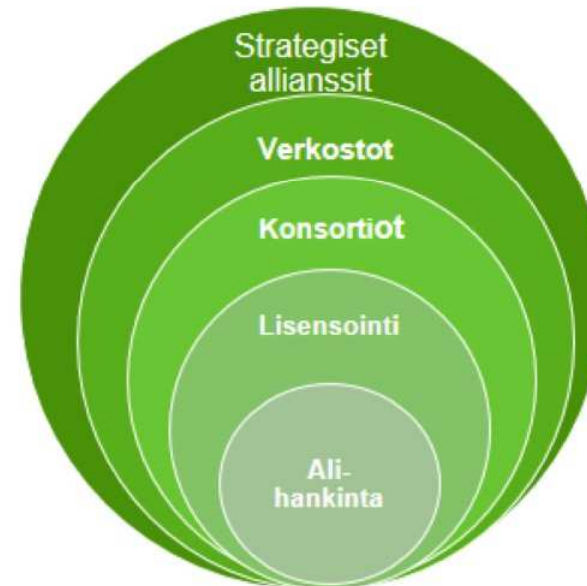 Strategiset
allianssit
Verkostot
Konsortiot
Lisensointi
Ali-
hankinta